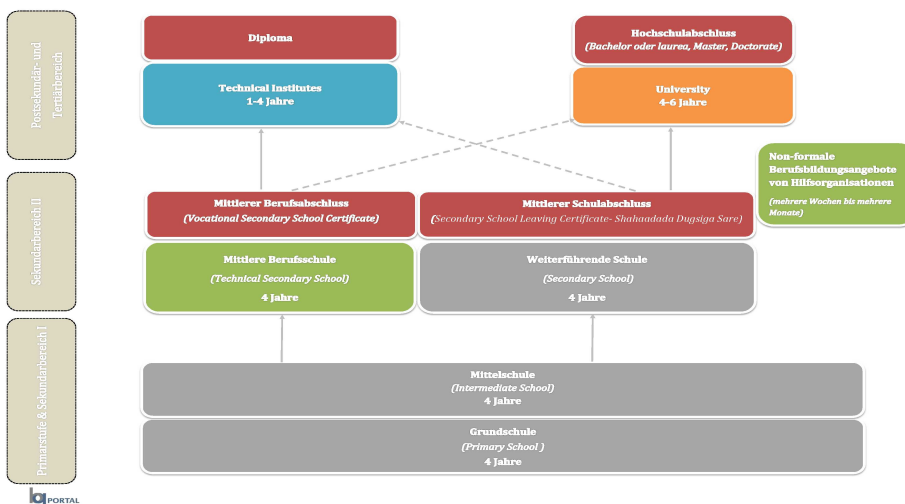 Postsekundär- und
Tertiärbereich
Diploma
Hochschulabschluss
(Bachelor oder laurea, Master, Doctorate)
Technical Institutes
1-4 Jahre
University
4-6 Jahre
Non-formale
Berufsbildungsangebote
von Hilfsorganisationen
(mehrere Wochen bis mehrere
Monate)
Sekundarbereich II
Mittlerer Berufsabschluss
(Vocational Secondary School Certificate)
Mittlerer Schulabschluss
(Secondary School Leaving Certificate- Shahaadada Dugsiga Sare)
Mittlere Berufsschule
(Technical Secondary School)
4 Jahre
Weiterführende Schule
(Secondary School)
4 Jahre
Primarstufe & Sekundarbereich I
Mittelschule
(Intermediate School)
4 Jahre
Grundschule
(Primary School )
4 Jahre
bq PORTAL